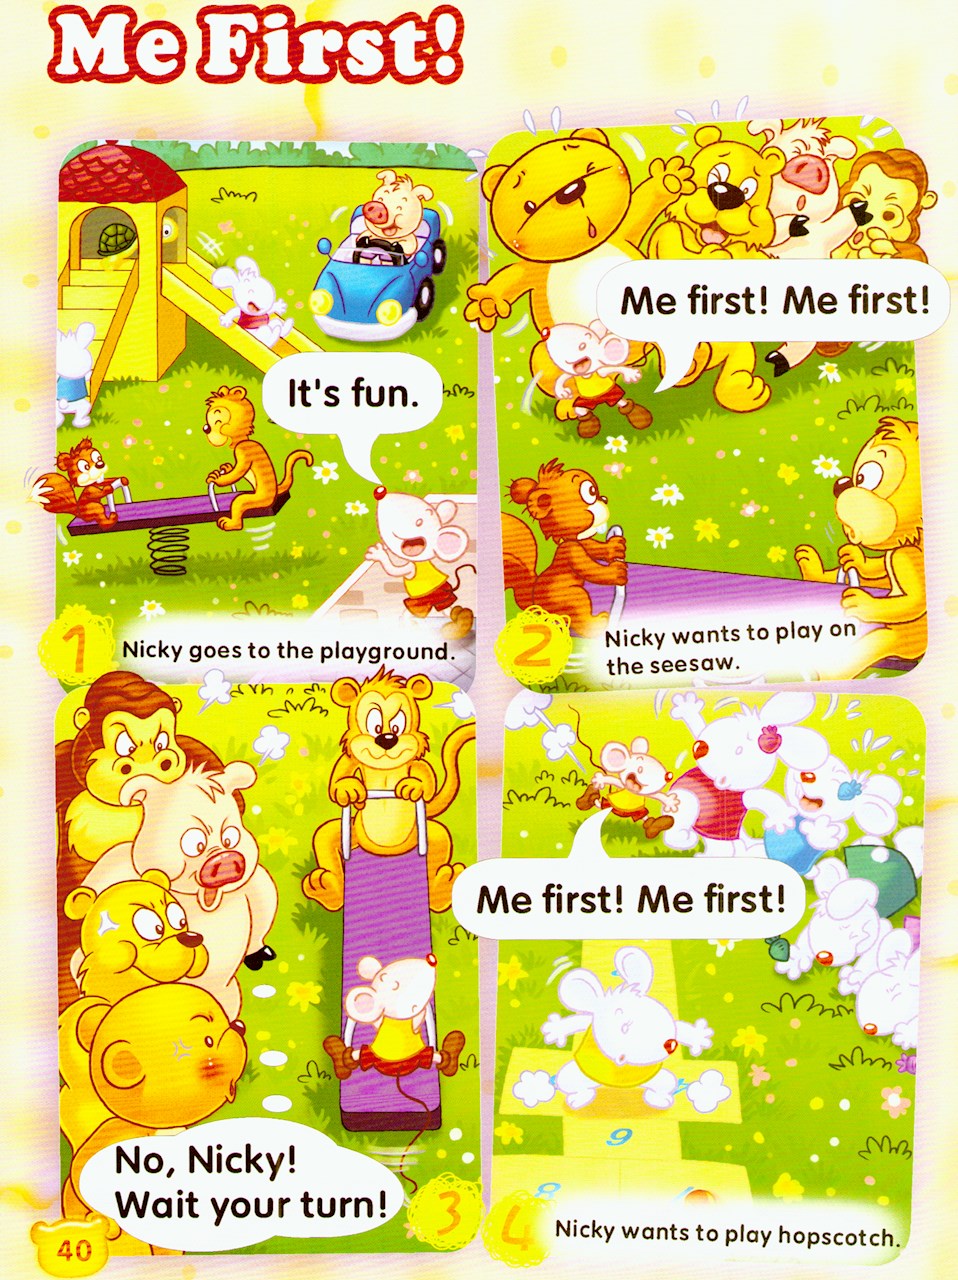 Me First!
It's fun.
1
Nicky goes to the playground.
Me first! Me first!
2
Nicky wants to play on
the seesaw.
No, Nicky!
Wait your turn!
3
Me first! Me first!
6
8
4
Nicky wants to play hopscotch.
40